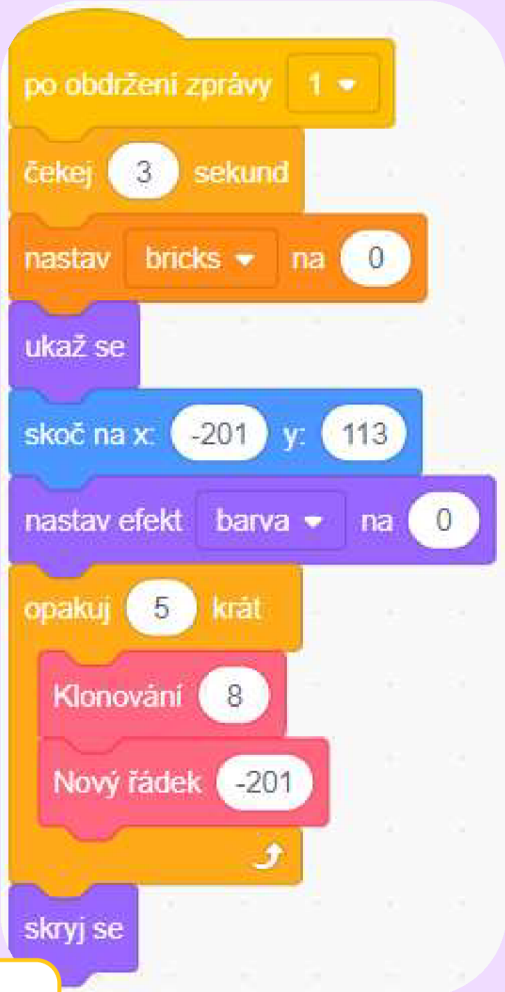 po obdržení zprávy 1
čekej 3 sekund
nastav bricks na 0
ukaž se
skoč na x: -201 y: 113
nastav efekt barva na 0
opakuj 5 krát
Klonování 8
Nový řádek -201
skryj se